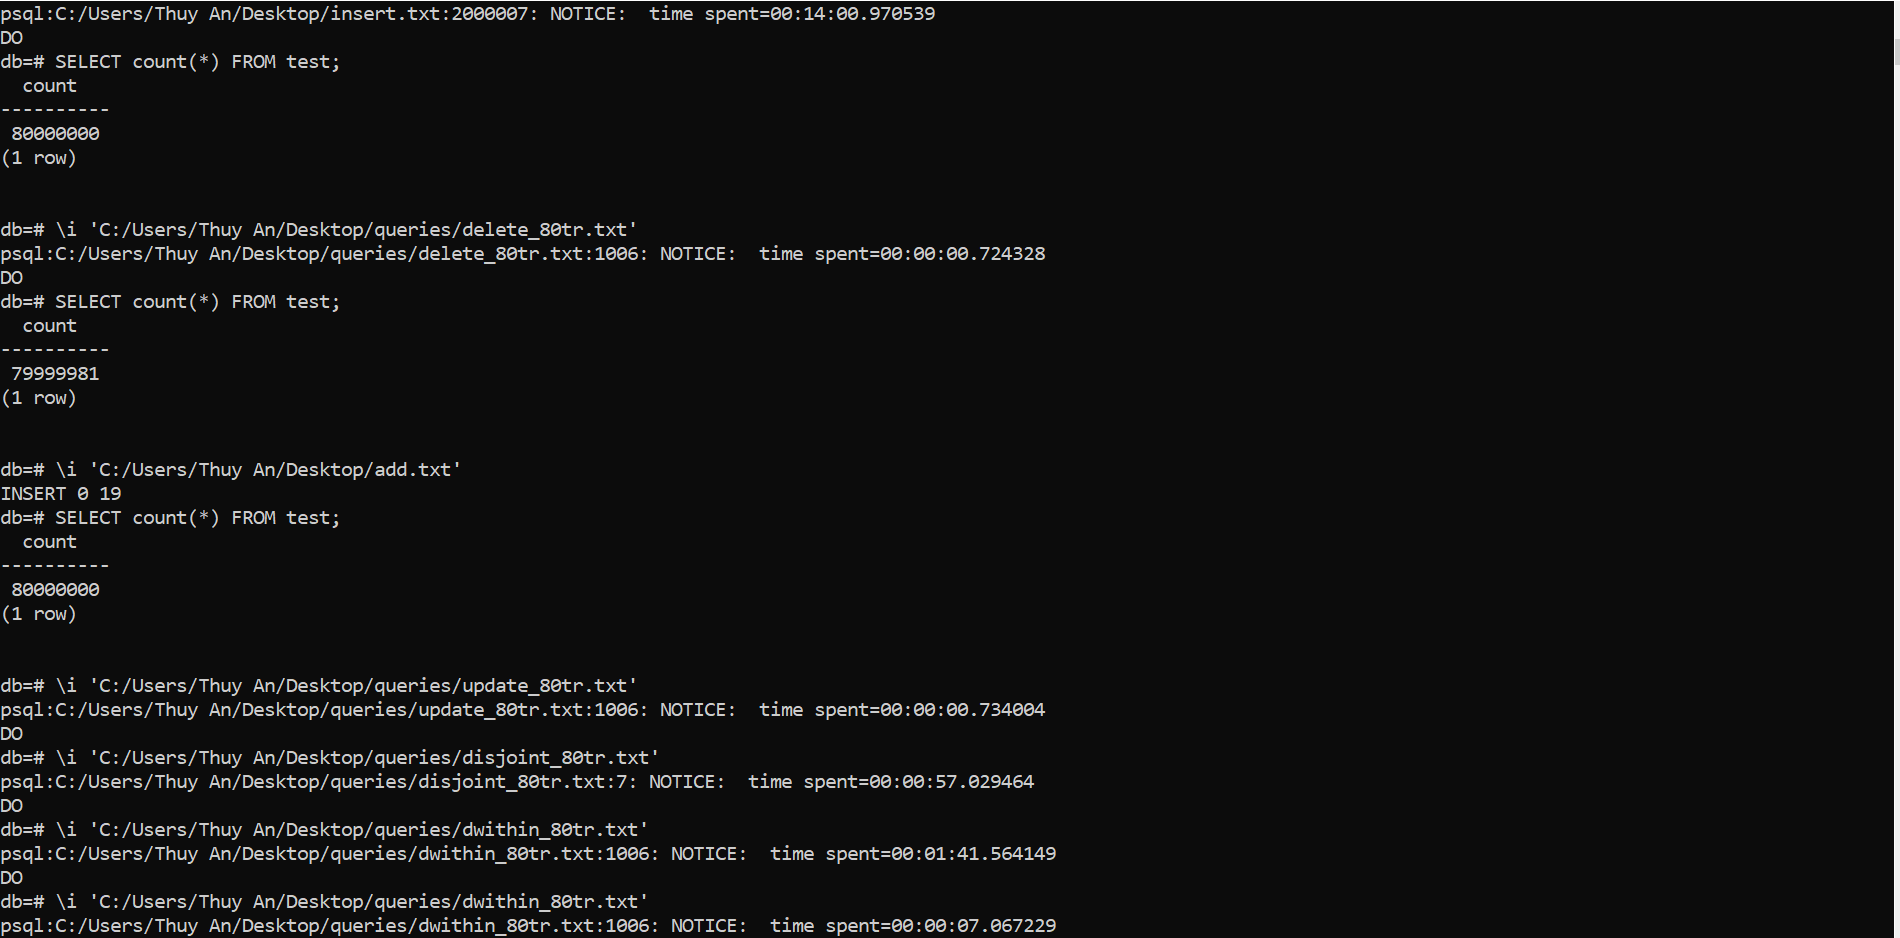 psql:C:/Users/Thuy An/Desktop/insert.txt:2000007: NOTICE:  time spent=00:14:00.970539
DO
db=# SELECT count(*) FROM test;
  count
----------
 80000000
(1 row)


db=# \i 'C:/Users/Thuy An/Desktop/queries/delete_80tr.txt'
psql:C:/Users/Thuy An/Desktop/queries/delete_80tr.txt:1006: NOTICE:  time spent=00:00:00.724328
DO
db=# SELECT count(*) FROM test;
  count
----------
 79999981
(1 row)


db=# \i 'C:/Users/Thuy An/Desktop/add.txt'
INSERT 0 19
db=# SELECT count(*) FROM test;
  count
----------
 80000000
(1 row)


db=# \i 'C:/Users/Thuy An/Desktop/queries/update_80tr.txt'
psql:C:/Users/Thuy An/Desktop/queries/update_80tr.txt:1006: NOTICE:  time spent=00:00:00.734004
DO
db=# \i 'C:/Users/Thuy An/Desktop/queries/disjoint_80tr.txt'
psql:C:/Users/Thuy An/Desktop/queries/disjoint_80tr.txt:7: NOTICE:  time spent=00:00:57.029464
DO
db=# \i 'C:/Users/Thuy An/Desktop/queries/dwithin_80tr.txt'
psql:C:/Users/Thuy An/Desktop/queries/dwithin_80tr.txt:1006: NOTICE:  time spent=00:01:41.564149
DO
db=# \i 'C:/Users/Thuy An/Desktop/queries/dwithin_80tr.txt'
psql:C:/Users/Thuy An/Desktop/queries/dwithin_80tr.txt:1006: NOTICE:  time spent=00:00:07.067229